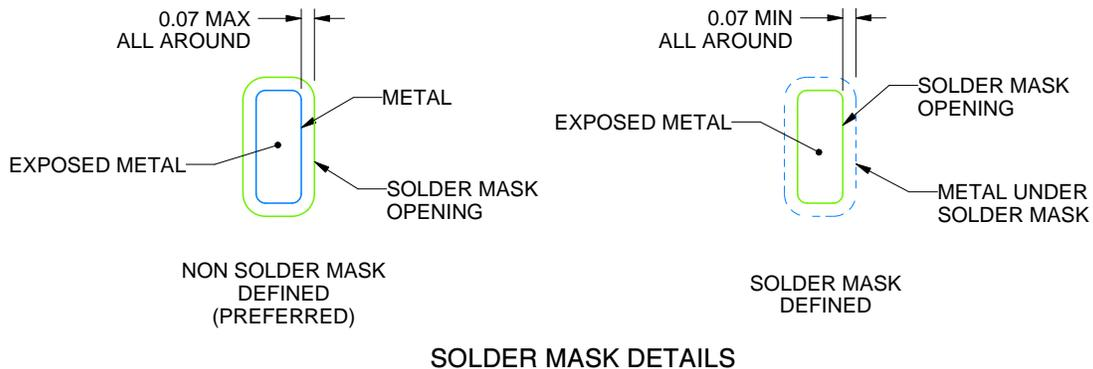 0.07 MAX
ALL AROUND
METAL
EXPOSED METAL
SOLDER MASK
OPENING
NON SOLDER MASK
DEFINED
(PREFERRED)
0.07 MIN
ALL AROUND
SOLDER MASK
OPENING
EXPOSED METAL
METAL UNDER
SOLDER MASK
SOLDER MASK
DEFINED
SOLDER MASK DETAILS